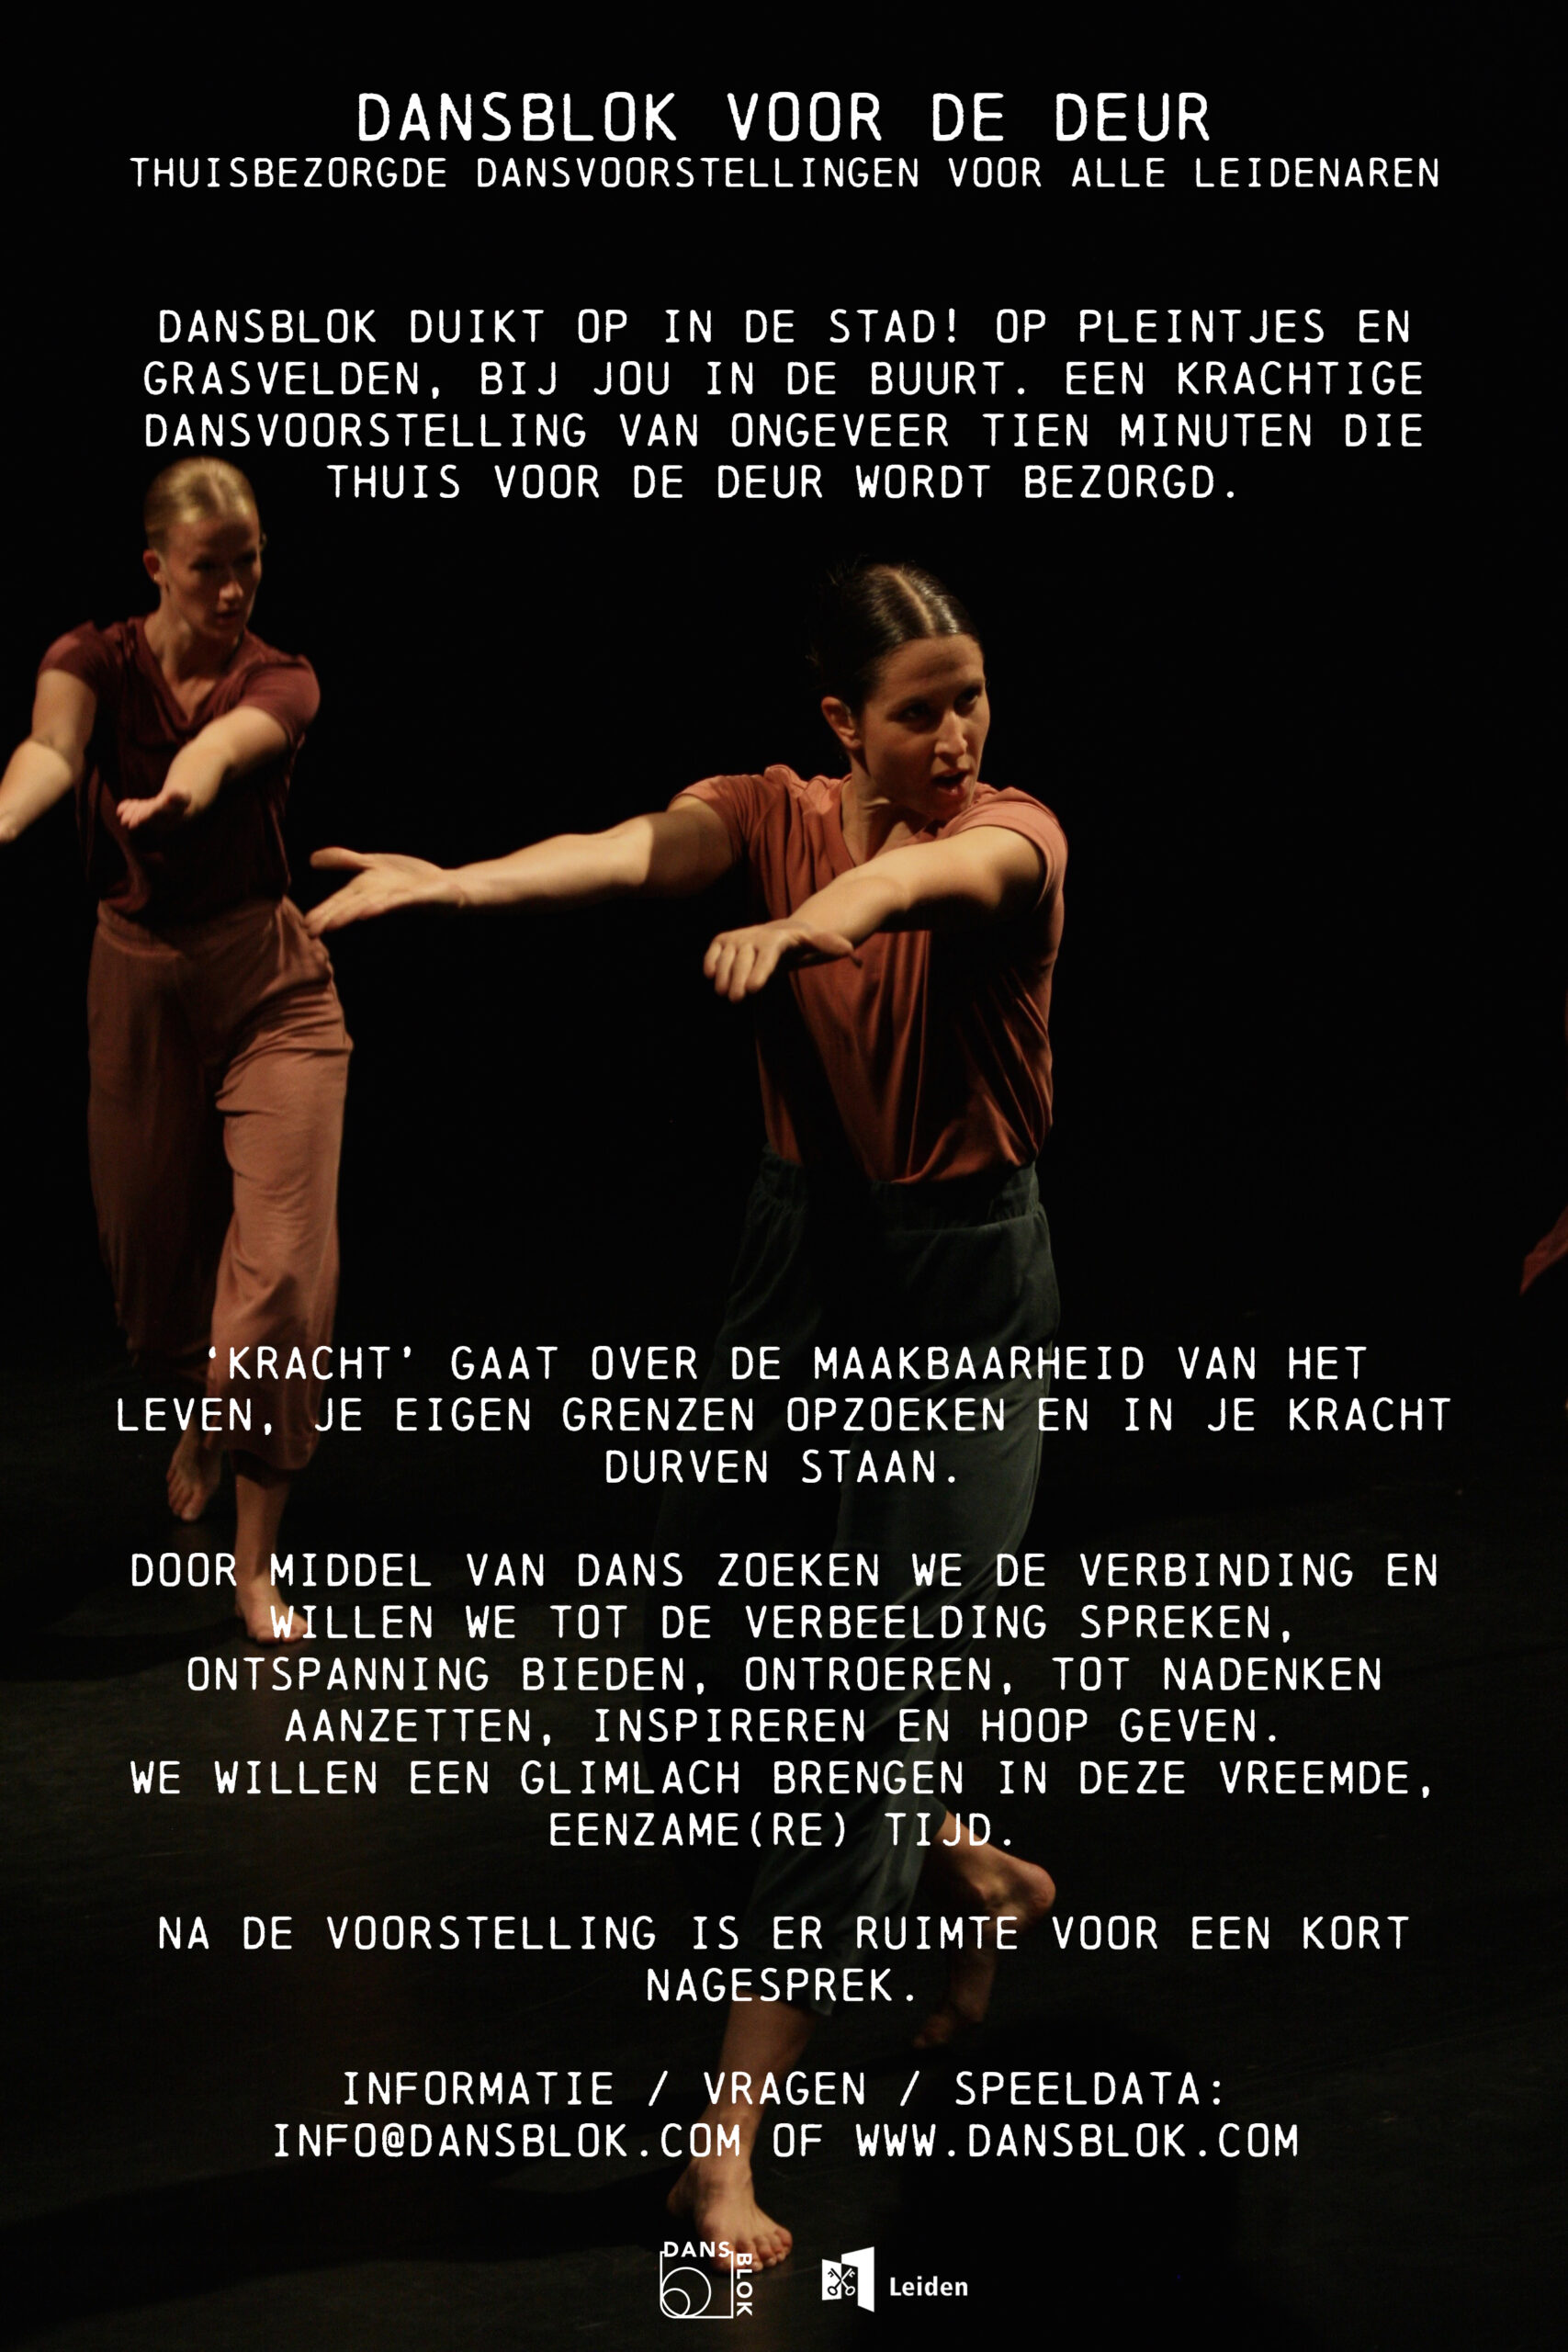 DANSBLOK VOOR DE DEUR
THUISBEZORGDE DANSVOORSTELLINGEN VOOR ALLE LEIDENAREN
DANSBLOK DUIKT OP IN DE STAD! OP PLEINTJES EN
GRASVELDEN, BIJ JOU IN DE BUURT. EEN KRACHTIGE
DANSVOORSTELLING VAN ONGEVEER TIEN MINUTEN DIE
THUIS VOOR DE DEUR WORDT BEZORGD.
‘KRACHT’ GAAT OVER DE MAAKBAARHEID VAN HET
LEVEN, JE EIGEN GRENZEN OPZOEKEN EN IN JE KRACHT
DURVEN STAAN.
DOOR MIDDEL VAN DANS ZOEKEN WE DE VERBINDING EN
WILLEN WE TOT DE VERBEELDING SPREKEN,
ONTSPANNING BIEDEN, ONTROEREN, TOT NADENKEN
AANZETTEN, INSPIREREN EN HOOP GEVEN.
WE WILLEN EEN GLIMLACH BRENGEN IN DEZE VREEMDE,
EENZAME(RE) TIJD.
NA DE VOORSTELLING IS ER RUIMTE VOOR EEN KORT
NAGESPREK.
INFORMATIE / VRAGEN / SPEELDATA:
INFO@DANSBLOK.COM OF WWW.DANSBLOK.COM
DANS
BLOK
Leiden